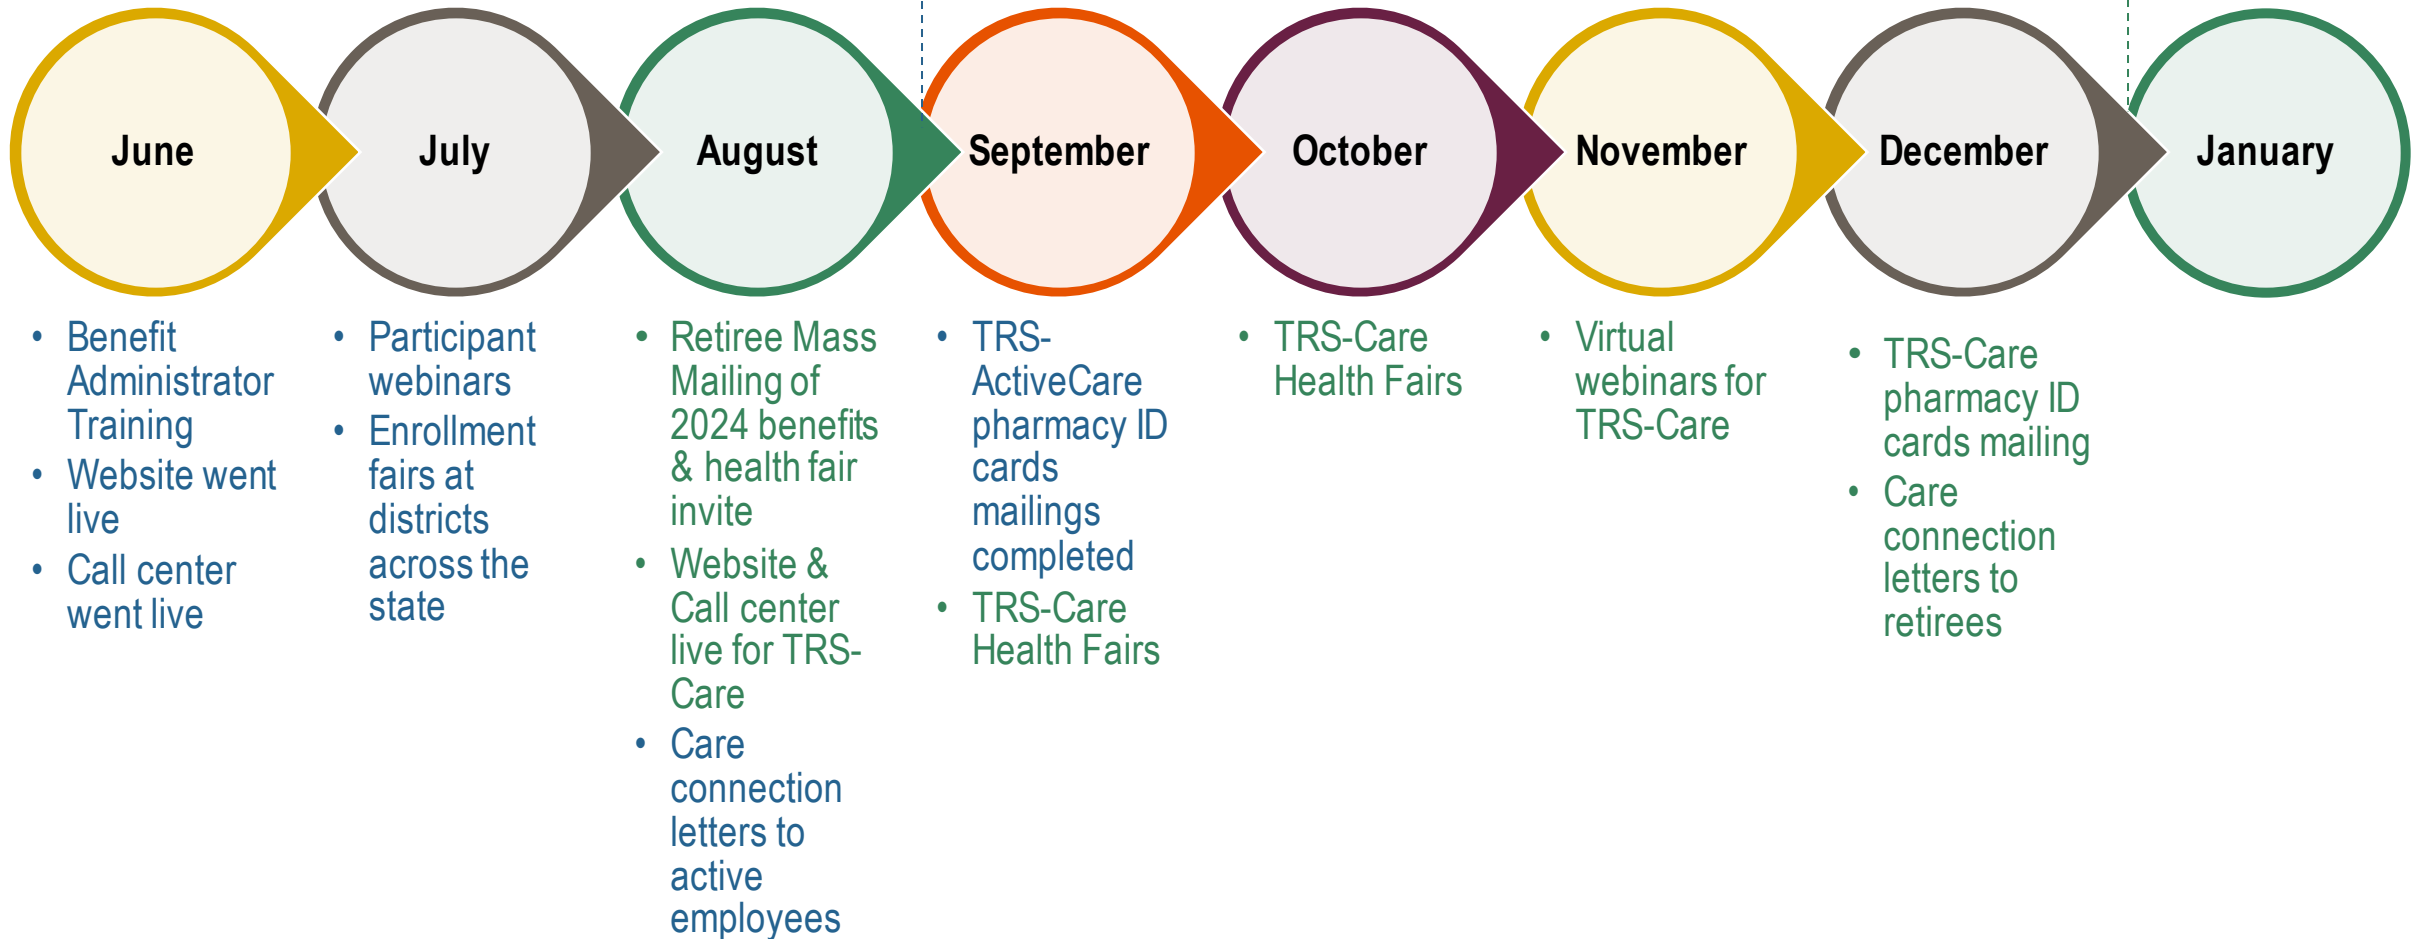 June
July
August
September
October
November
December
January
• Benefit
Administrator
Training
• Website went
live
• Call center
went live
• Participant
webinars
• Enrollment
fairs at
districts
across the
state
• Retiree Mass
Mailing of
2024 benefits
& health fair
invite
• Website &
Call center
live for TRS-
Care
• Care
connection
letters to
active
employees
• TRS-
ActiveCare
pharmacy ID
cards
mailings
completed
• TRS-Care
Health Fairs
• TRS-Care
Health Fairs
• Virtual
webinars for
TRS-Care
• TRS-Care
pharmacy ID
cards mailing
• Care
connection
letters to
retirees